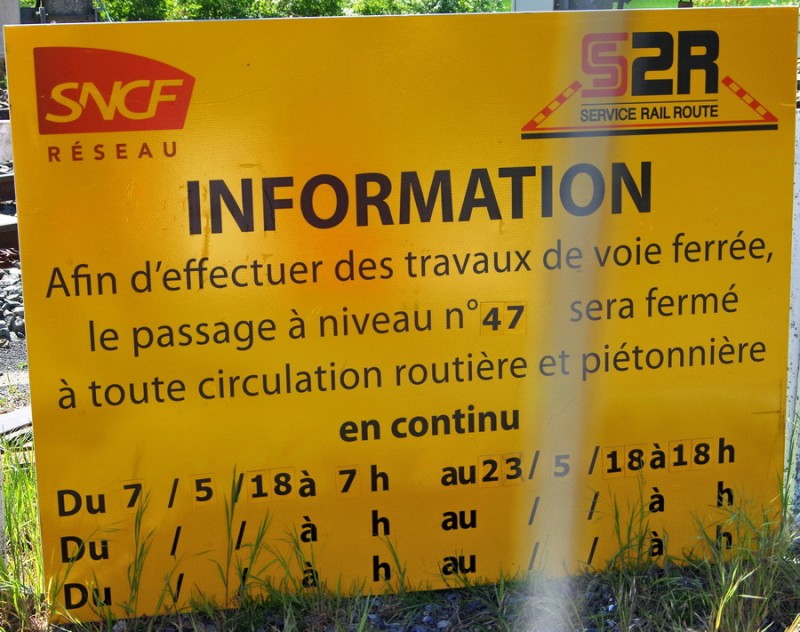 SNCF
RÉSEAU
S2R
SERVICE RAIL ROUTE
INFORMATION
Afin d'effectuer des travaux de voie ferrée,
le passage à niveau n° 47 sera fermé
à toute circulation routière et piétonnière
en continu
Du 7 / 5 / 18 à 7 h au 23 / 5 / 18 à 18 h
Du / / à h au / / à h
Du / / à h au / / à h